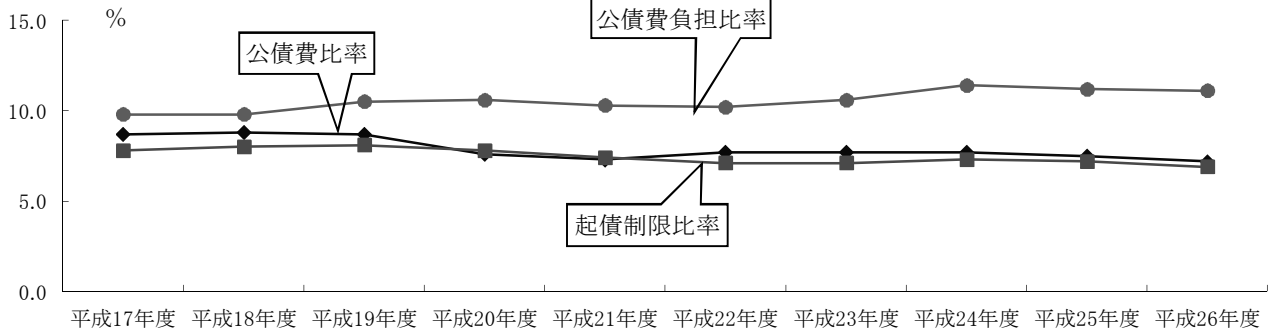 15.0
%
公債費負担比率
公債費比率
10.0
5.0
起債制限比率
0.0
平成17年度 平成18年度 平成19年度 平成20年度 平成21年度 平成22年度 平成23年度 平成24年度 平成25年度 平成26年度